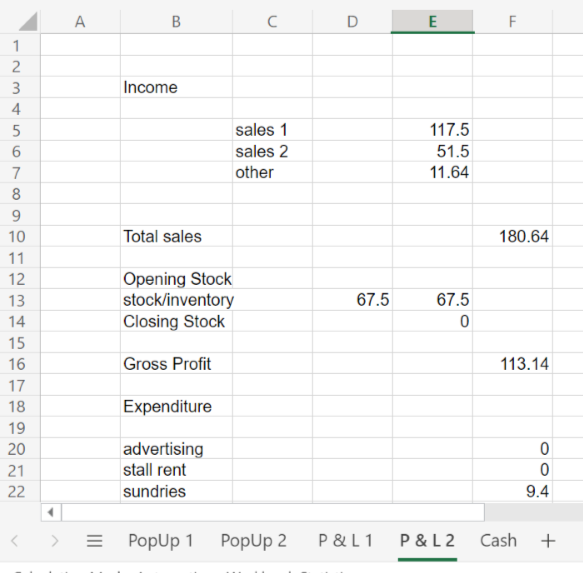 A B C D E F
1
2
3 Income
4
5 sales 1 117.5
6 sales 2 51.5
7 other 11.64
8
9
10 Total sales 180.64
11
12 Opening Stock
13 stock/inventory 67.5 67.5
14 Closing Stock 0
15
16 Gross Profit 113.14
17
18 Expenditure
19
20 advertising 0
21 stall rent 0
22 sundries 9.4
PopUp 1 PopUp 2 P & L 1 P & L 2 Cash +